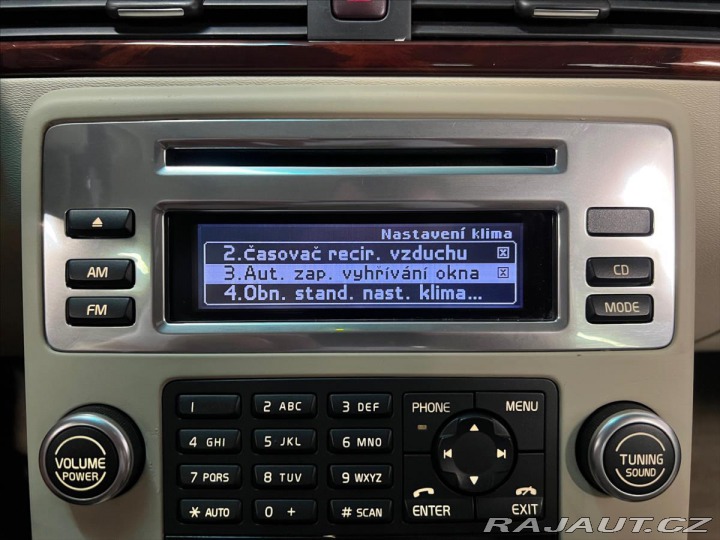 Nastavení klima
2.Časovač recir. vzduchu
3.Aut. zap. vyhřívání okna
4.Obn. stand. nast. klima...
AM
CD
FM
MODE
1
2 ABC
3 DEF
PHONE
MENU
4 GHI
5 JKL
6 MNO
VOLUME
POWER
TUNING
SOUND
7 PQRS
8 TUV
9 WXYZ
* AUTO
0 +
# SCAN
ENTER
EXIT
RAJAUT.CZ